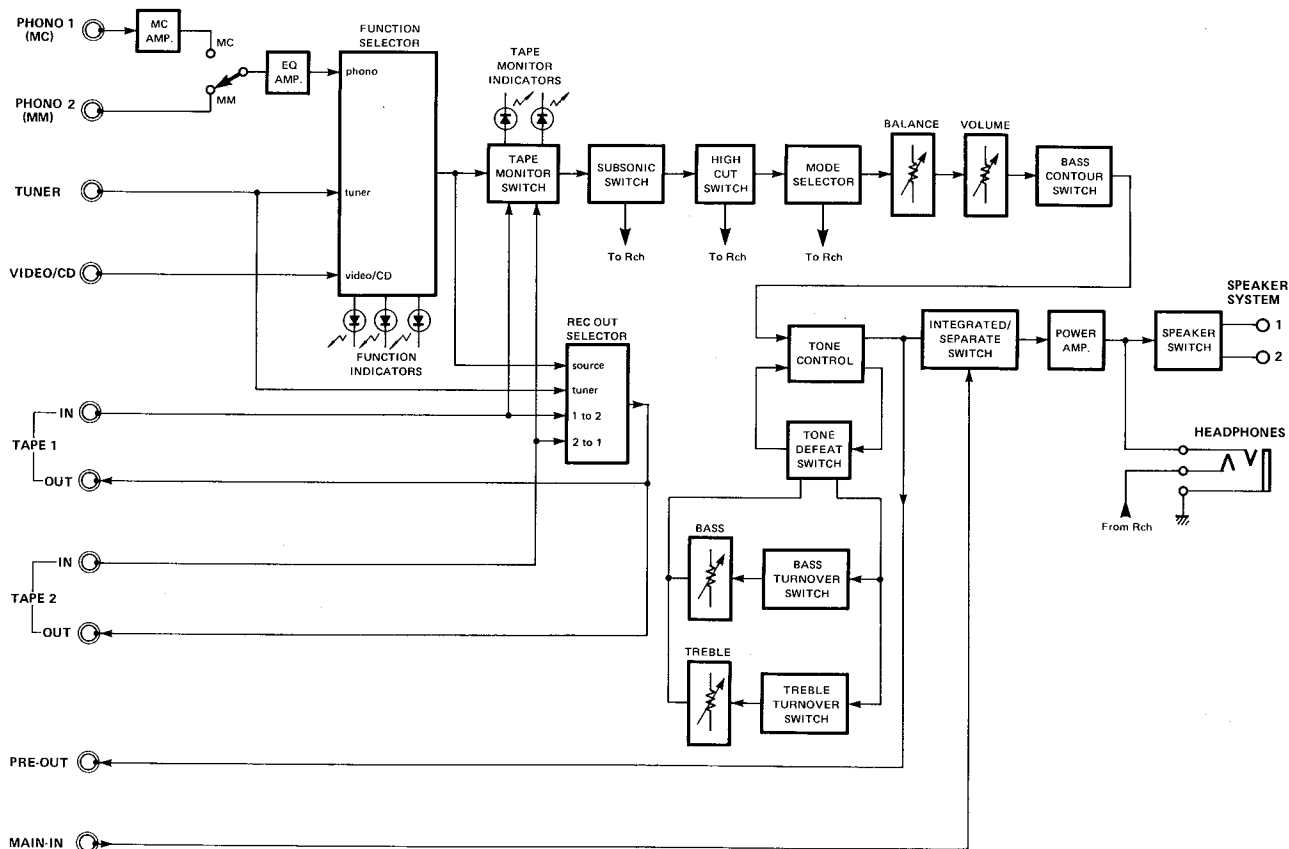 PHONO 1
(MC)
MC
AMP.
MC
MM
PHONO 2
(MM)
EQ
AMP.
FUNCTION
SELECTOR
phono
tuner
video/CD
FUNCTION
INDICATORS
TUNER
VIDEO/CD
TAPE
MONITOR
INDICATORS
TAPE
MONITOR
SWITCH
SUBSONIC
SWITCH
To Rch
HIGH
CUT
SWITCH
To Rch
MODE
SELECTOR
To Rch
BALANCE
VOLUME
BASS
CONTOUR
SWITCH
REC OUT
SELECTOR
source
tuner
1 to 2
2 to 1
TONE
CONTROL
TONE
DEFEAT
SWITCH
INTEGRATED/
SEPARATE
SWITCH
POWER
AMP.
SPEAKER
SWITCH
SPEAKER
SYSTEM
1
2
HEADPHONES
From Rch
BASS
BASS
TURNOVER
SWITCH
TREBLE
TREBLE
TURNOVER
SWITCH
IN
TAPE 1
OUT
IN
TAPE 2
OUT
PRE-OUT
MAIN-IN